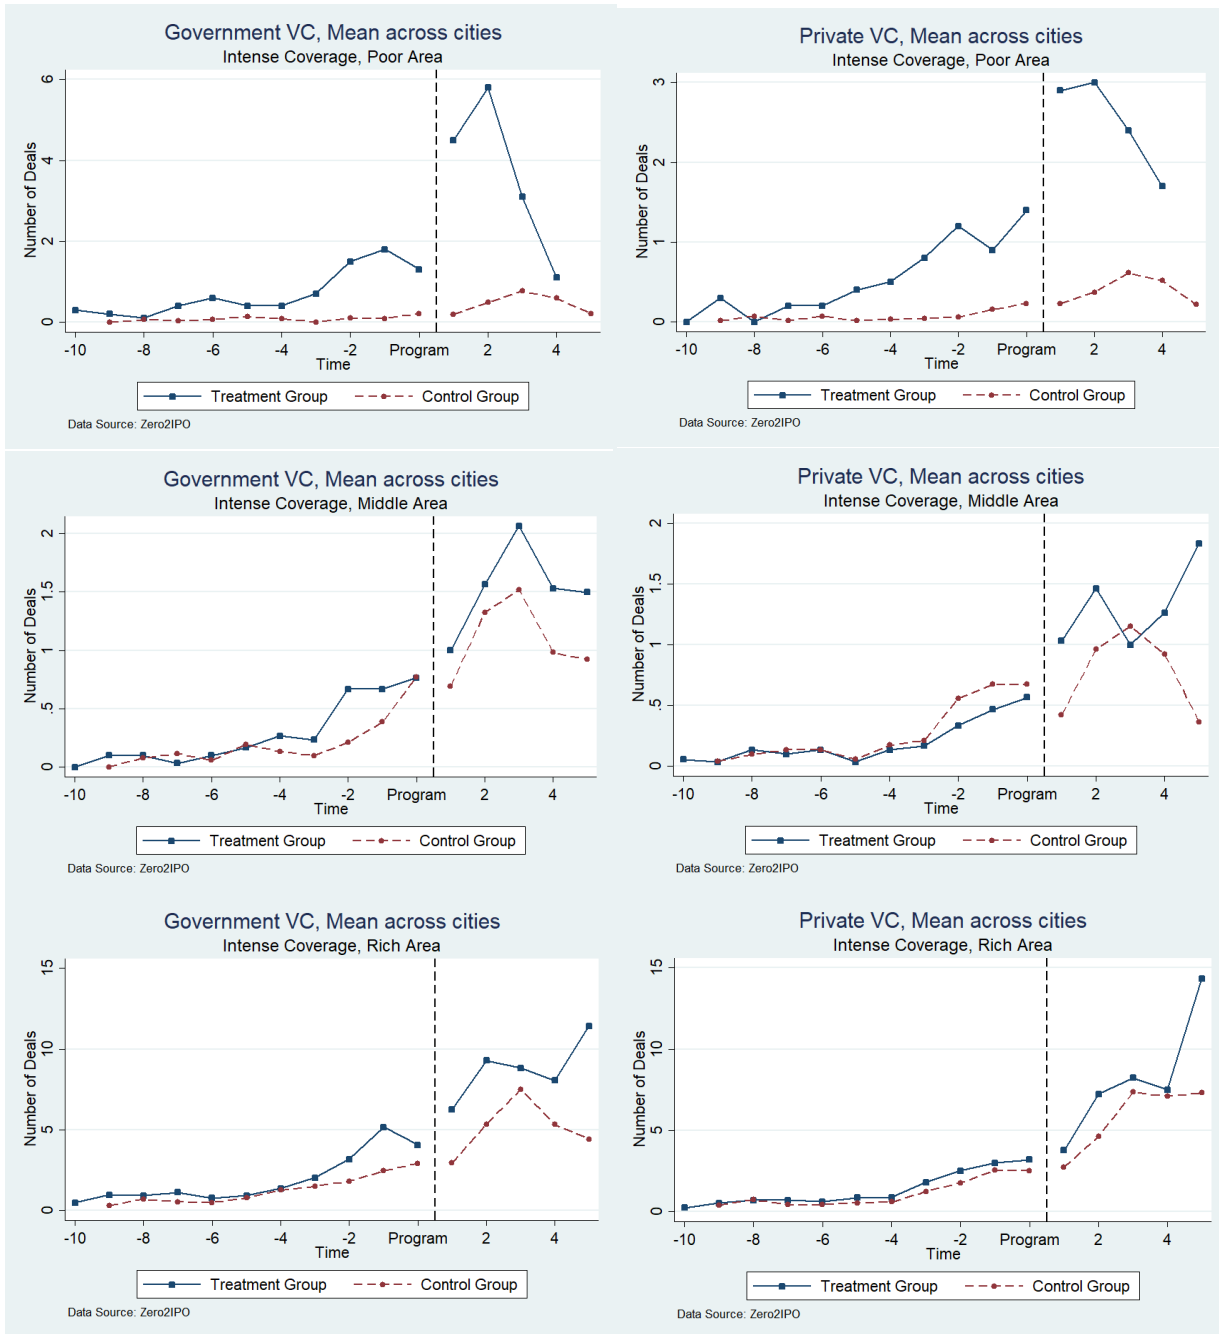 Government VC, Mean across cities
Intense Coverage, Poor Area
Number of Deals
6
4
2
0
-10 -8 -6 -4 -2 Program 2 4
Time
Treatment Group Control Group
Data Source: Zero2IPO
Private VC, Mean across cities
Intense Coverage, Poor Area
Number of Deals
3
2
1
0
-10 -8 -6 -4 -2 Program 2 4
Time
Treatment Group Control Group
Data Source: Zero2IPO
Government VC, Mean across cities
Intense Coverage, Middle Area
Number of Deals
2
1.5
1
.5
0
-10 -8 -6 -4 -2 Program 2 4
Time
Treatment Group Control Group
Data Source: Zero2IPO
Private VC, Mean across cities
Intense Coverage, Middle Area
Number of Deals
2
1.5
1
.5
0
-10 -8 -6 -4 -2 Program 2 4
Time
Treatment Group Control Group
Data Source: Zero2IPO
Government VC, Mean across cities
Intense Coverage, Rich Area
Number of Deals
15
10
5
0
-10 -8 -6 -4 -2 Program 2 4
Time
Treatment Group Control Group
Data Source: Zero2IPO
Private VC, Mean across cities
Intense Coverage, Rich Area
Number of Deals
15
10
5
0
-10 -8 -6 -4 -2 Program 2 4
Time
Treatment Group Control Group
Data Source: Zero2IPO